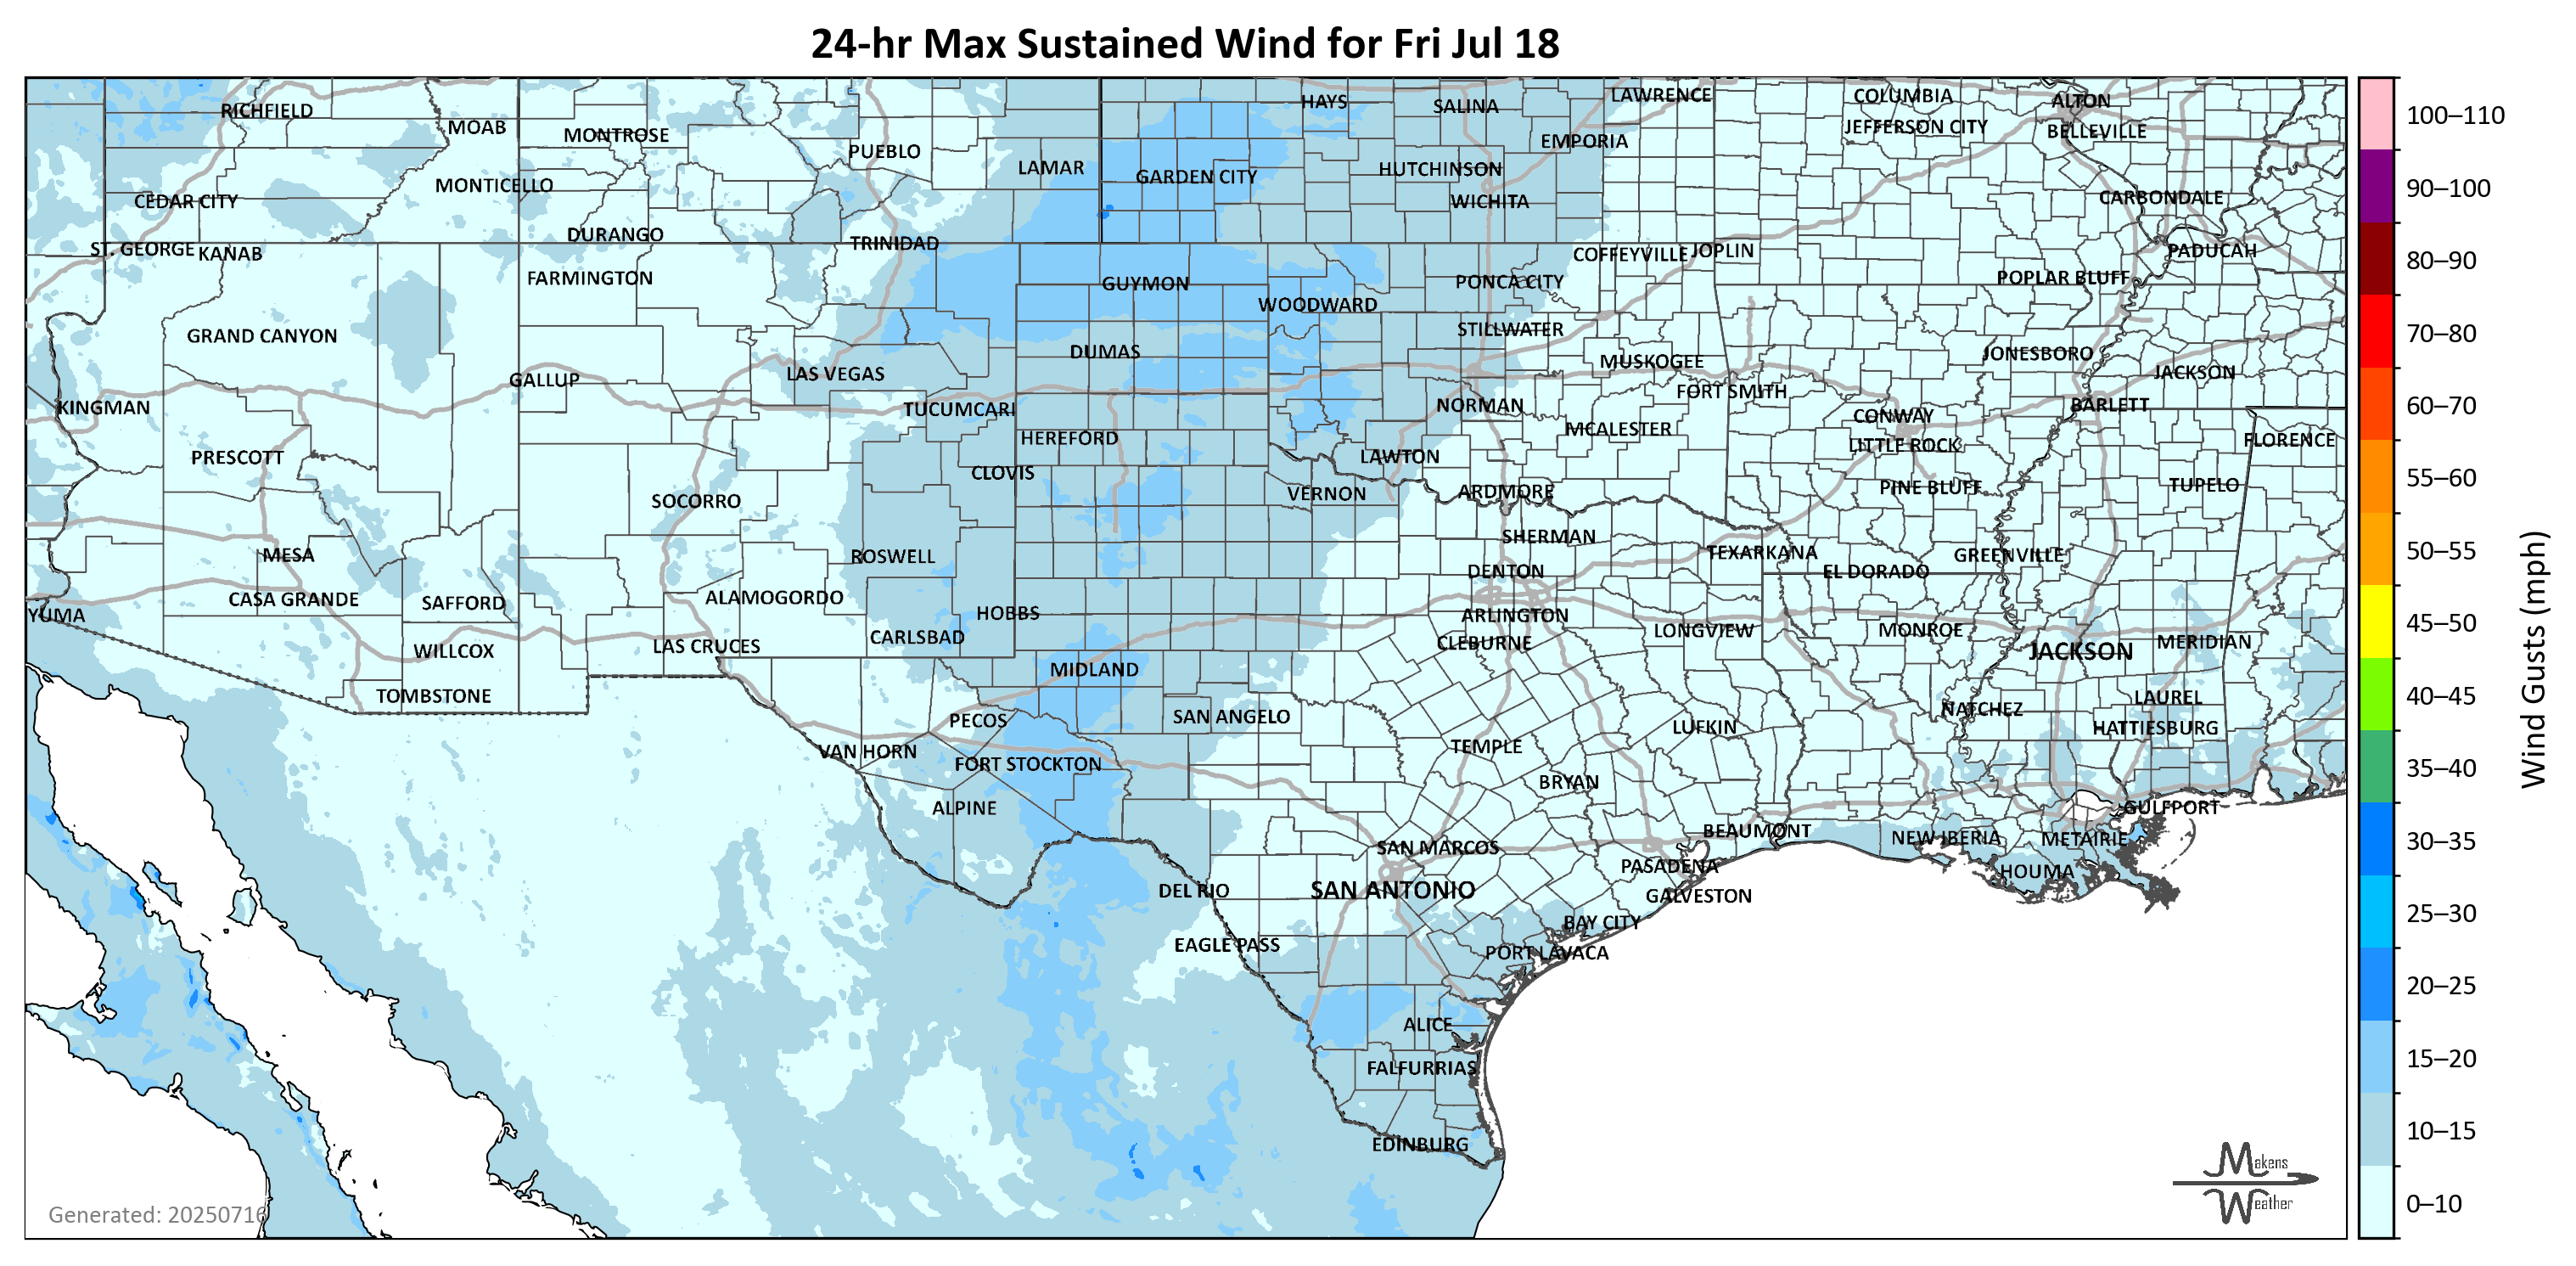 24-hr Max Sustained Wind for Fri Jul 18
RICHFIELD
MOAB
MONTROSE
PUEBLO
LAMAR
HAYS
SALINA
LAWRENCE
COLUMBIA
ALTON
JEFFERSON CITY
BELLEVILLE
EMPORIA
GARDEN CITY
HUTCHINSON
MONTICELLO
CEDAR CITY
WICHITA
CARBONDALE
DURANGO
TRINIDAD
ST. GEORGE
KANAB
COFFEYVILLE
JOPLIN
PADUCAH
FARMINGTON
GUYMON
PONCA CITY
POPLAR BLUFF
WOODWARD
GRAND CANYON
STILLWATER
DUMAS
JONESBORO
MUSKOGEE
GALLUP
LAS VEGAS
JACKSON
FORT SMITH
KINGMAN
TUCUMCARI
NORMAN
CONWAY
BARLETT
HEREFORD
MCALESTER
LITTLE ROCK
FLORENCE
PRESCOTT
CLOVIS
LAWTON
SOCORRO
VERNON
ARDMORE
PINE BLUFF
TUPELO
SHERMAN
MESA
ROSWELL
TEXARKANA
GREENVILLE
DENTON
EL DORADO
CASA GRANDE
SAFFORD
ALAMOGORDO
HOBBS
ARLINGTON
YUMA
CARLSBAD
CLEBURNE
LONGVIEW
MONROE
MERIDIAN
WILLCOX
LAS CRUCES
JACKSON
MIDLAND
TOMBSTONE
PECOS
SAN ANGELO
NATCHEZ
LAUREL
LUFKIN
HATTIESBURG
VAN HORN
TEMPLE
FORT STOCKTON
BRYAN
ALPINE
GULFPORT
BEAUMONT
NEW IBERIA
METAIRIE
SAN MARCOS
PASADENA
HOUMA
DEL RIO
SAN ANTONIO
GALVESTON
BAY CITY
EAGLE PASS
PORT LAVACA
ALICE
FALFURRIAS
EDINBURG
Generated: 20250716
Makens
Weather
100–110
90–100
80–90
70–80
60–70
55–60
50–55
45–50
40–45
35–40
30–35
25–30
20–25
15–20
10–15
0–10
Wind Gusts (mph)